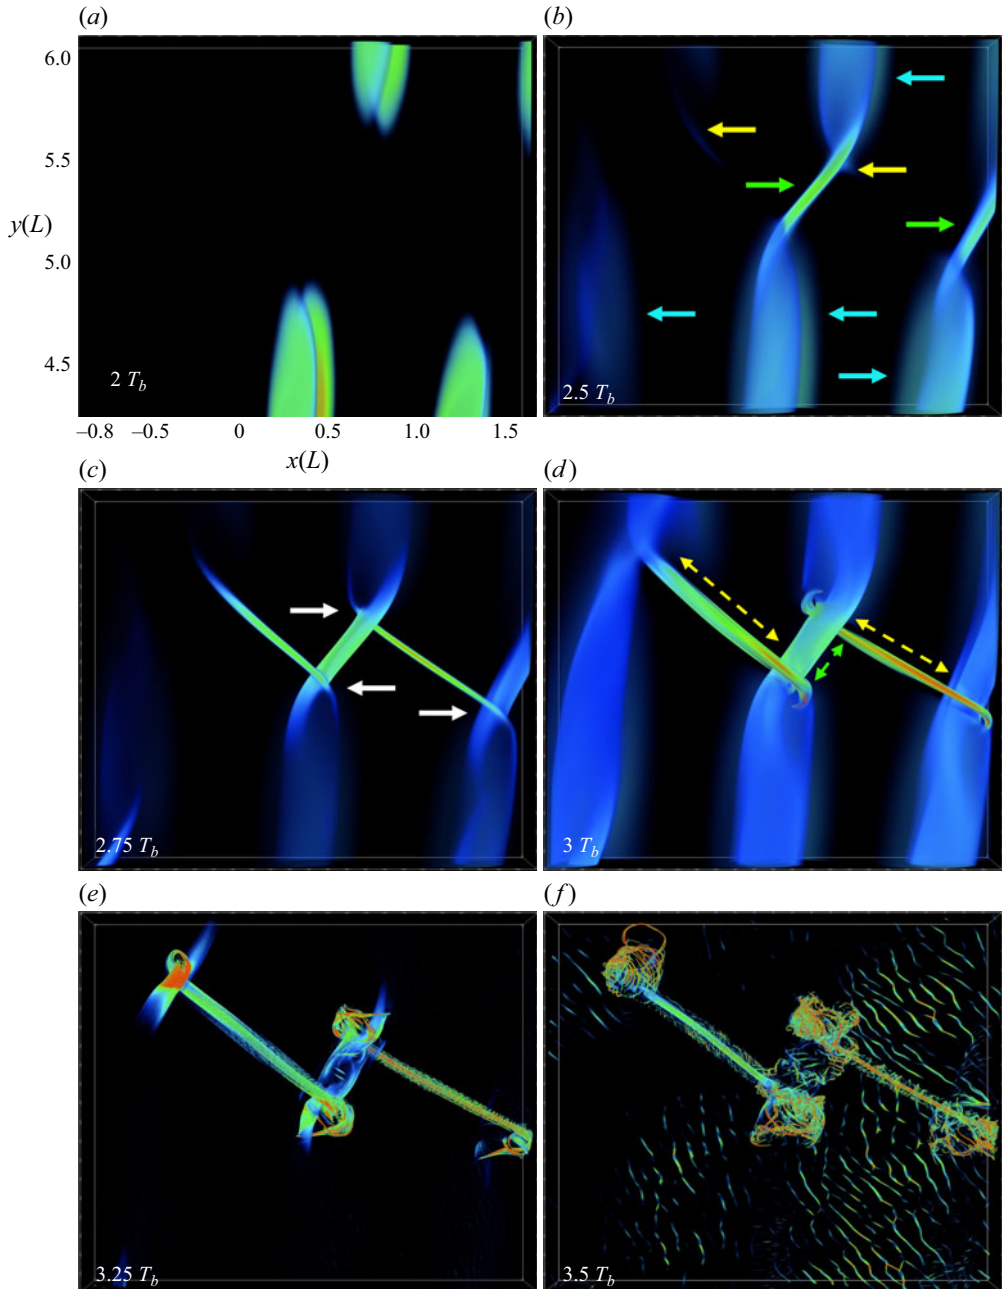 (a)
(b)
6.0
5.5
y(L)
5.0
4.5
2 T_b
2.5 T_b
–0.8 –0.5 0 0.5 1.0 1.5
x(L)
(c)
(d)
2.75 T_b
3 T_b
(e)
(f)
3.25 T_b
3.5 T_b